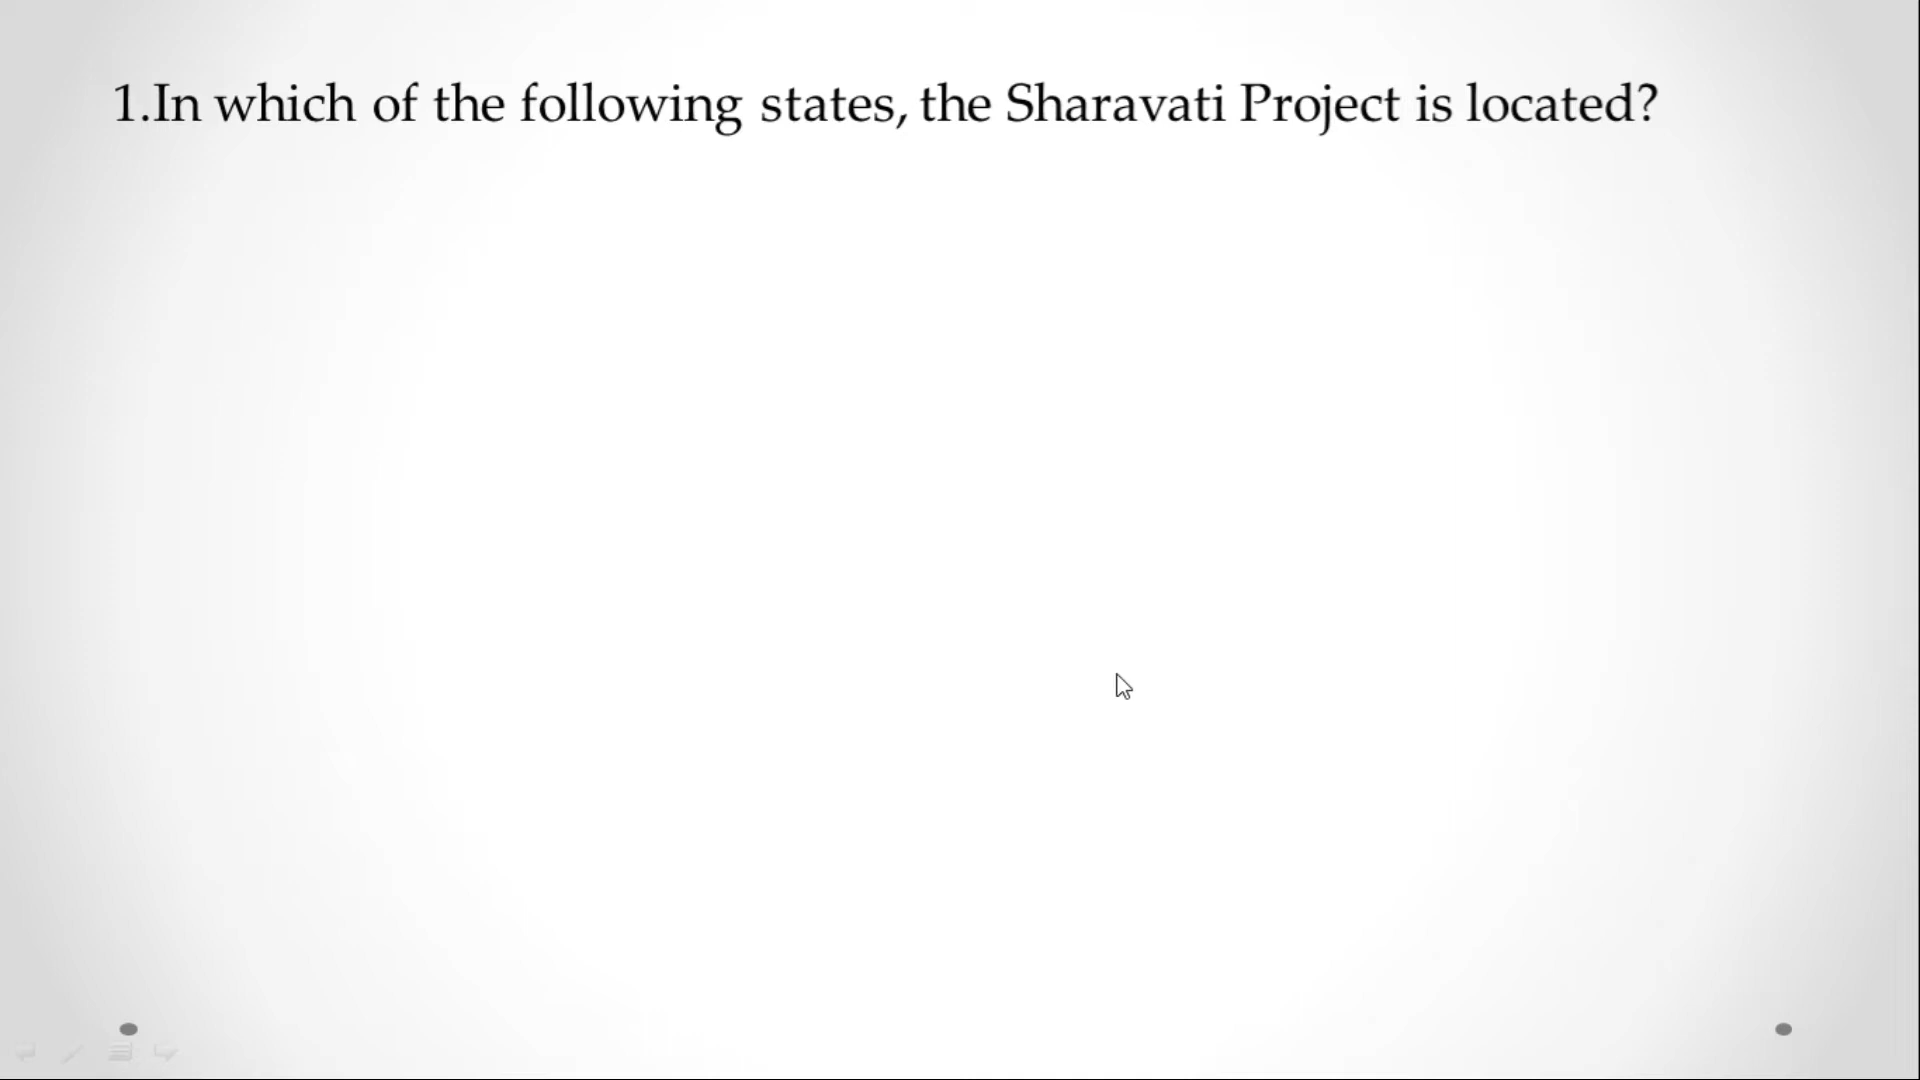 1.In which of the following states, the Sharavati Project is located?